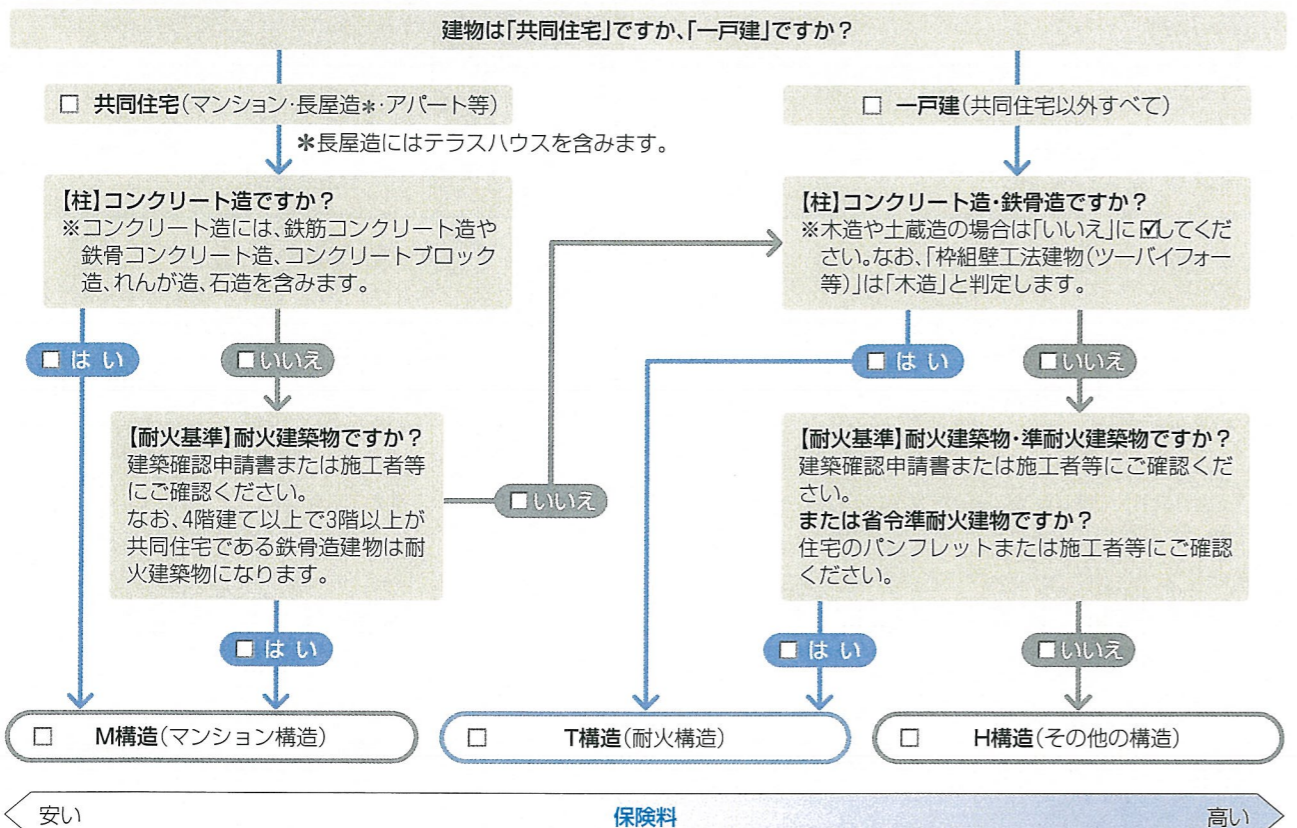 建物は「共同住宅」ですか、「一戸建」ですか？
□ 共同住宅(マンション・長屋造＊・アパート等)
＊長屋造にはテラスハウスを含みます。
□ 一戸建(共同住宅以外すべて)
【柱】コンクリート造ですか？
※コンクリート造には、鉄筋コンクリート造や
鉄骨コンクリート造、コンクリートブロック
造、れんが造、石造を含みます。
□ はい
□ いいえ
【柱】コンクリート造・鉄骨造ですか？
※木造や土蔵造の場合は「いいえ」に☑してくだ
さい。なお、「枠組壁工法建物(ツーバイフォー
等)」は「木造」と判定します。
□ はい
□ いいえ
【耐火基準】耐火建築物ですか？
建築確認申請書または施工者等
にご確認ください。
なお、4階建て以上で3階以上が
共同住宅である鉄骨造建物は耐
火建築物になります。
□ いいえ
□ はい
【耐火基準】耐火建築物・準耐火建築物ですか？
建築確認申請書または施工者等にご確認くだ
さい。
または省令準耐火建物ですか？
住宅のパンフレットまたは施工者等にご確認
ください。
□ はい
□ いいえ
□ M構造(マンション構造)
□ T構造(耐火構造)
□ H構造(その他の構造)
安い 保険料 高い